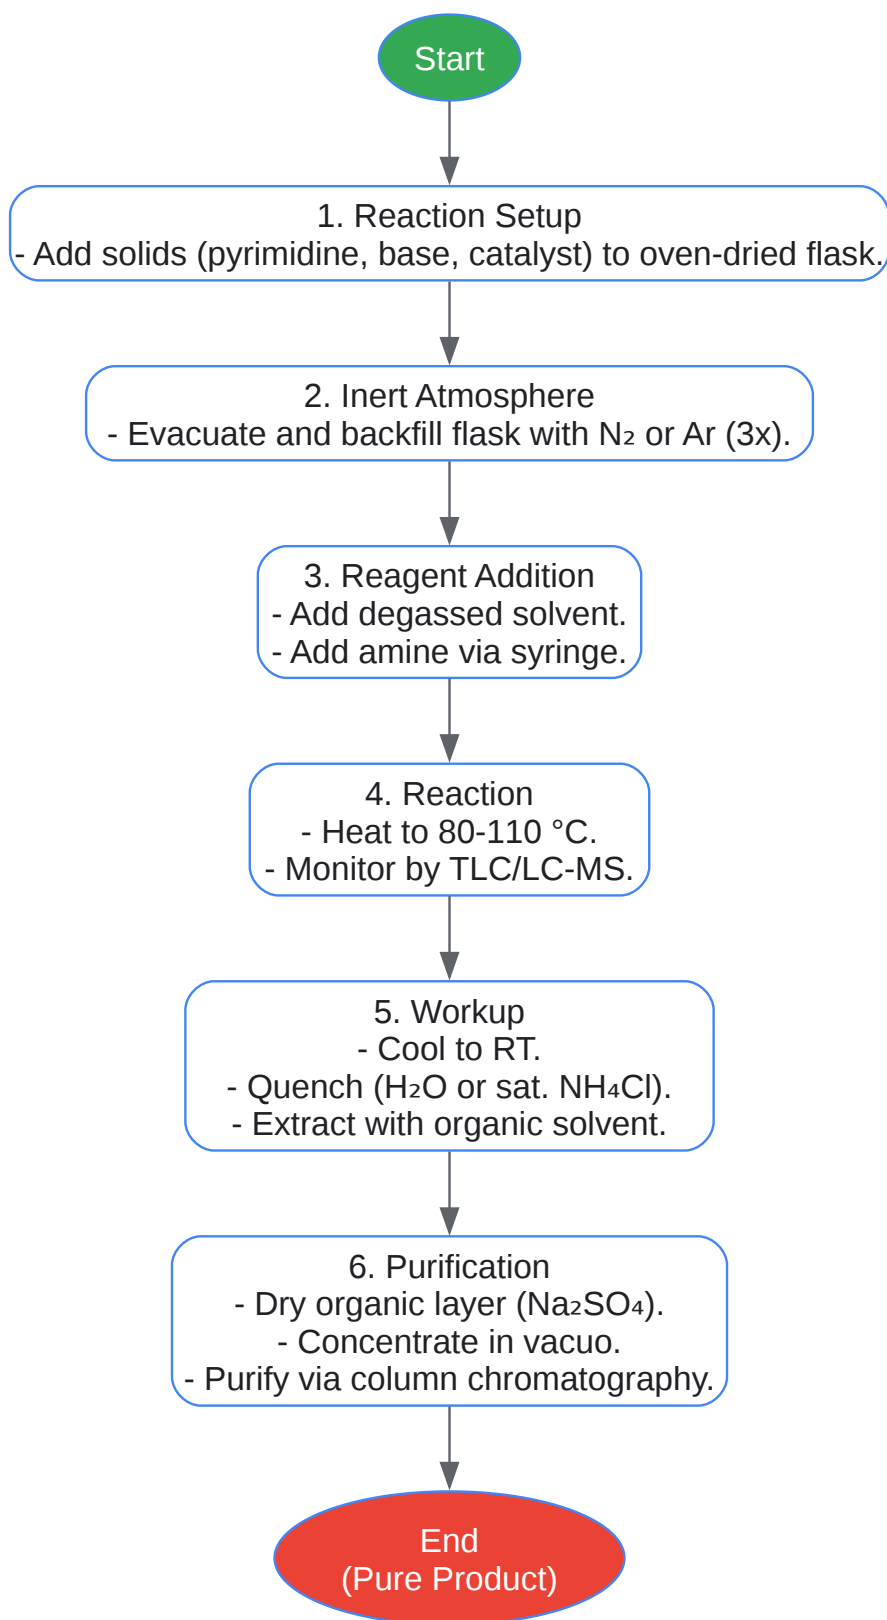 Start
1. Reaction Setup
- Add solids (pyrimidine, base, catalyst) to oven-dried flask.
2. Inert Atmosphere
- Evacuate and backfill flask with N₂ or Ar (3x).
3. Reagent Addition
- Add degassed solvent.
- Add amine via syringe.
4. Reaction
- Heat to 80-110 °C.
- Monitor by TLC/LC-MS.
5. Workup
- Cool to RT.
- Quench (H₂O or sat. NH₄Cl).
- Extract with organic solvent.
6. Purification
- Dry organic layer (Na₂SO₄).
- Concentrate in vacuo.
- Purify via column chromatography.
End
(Pure Product)